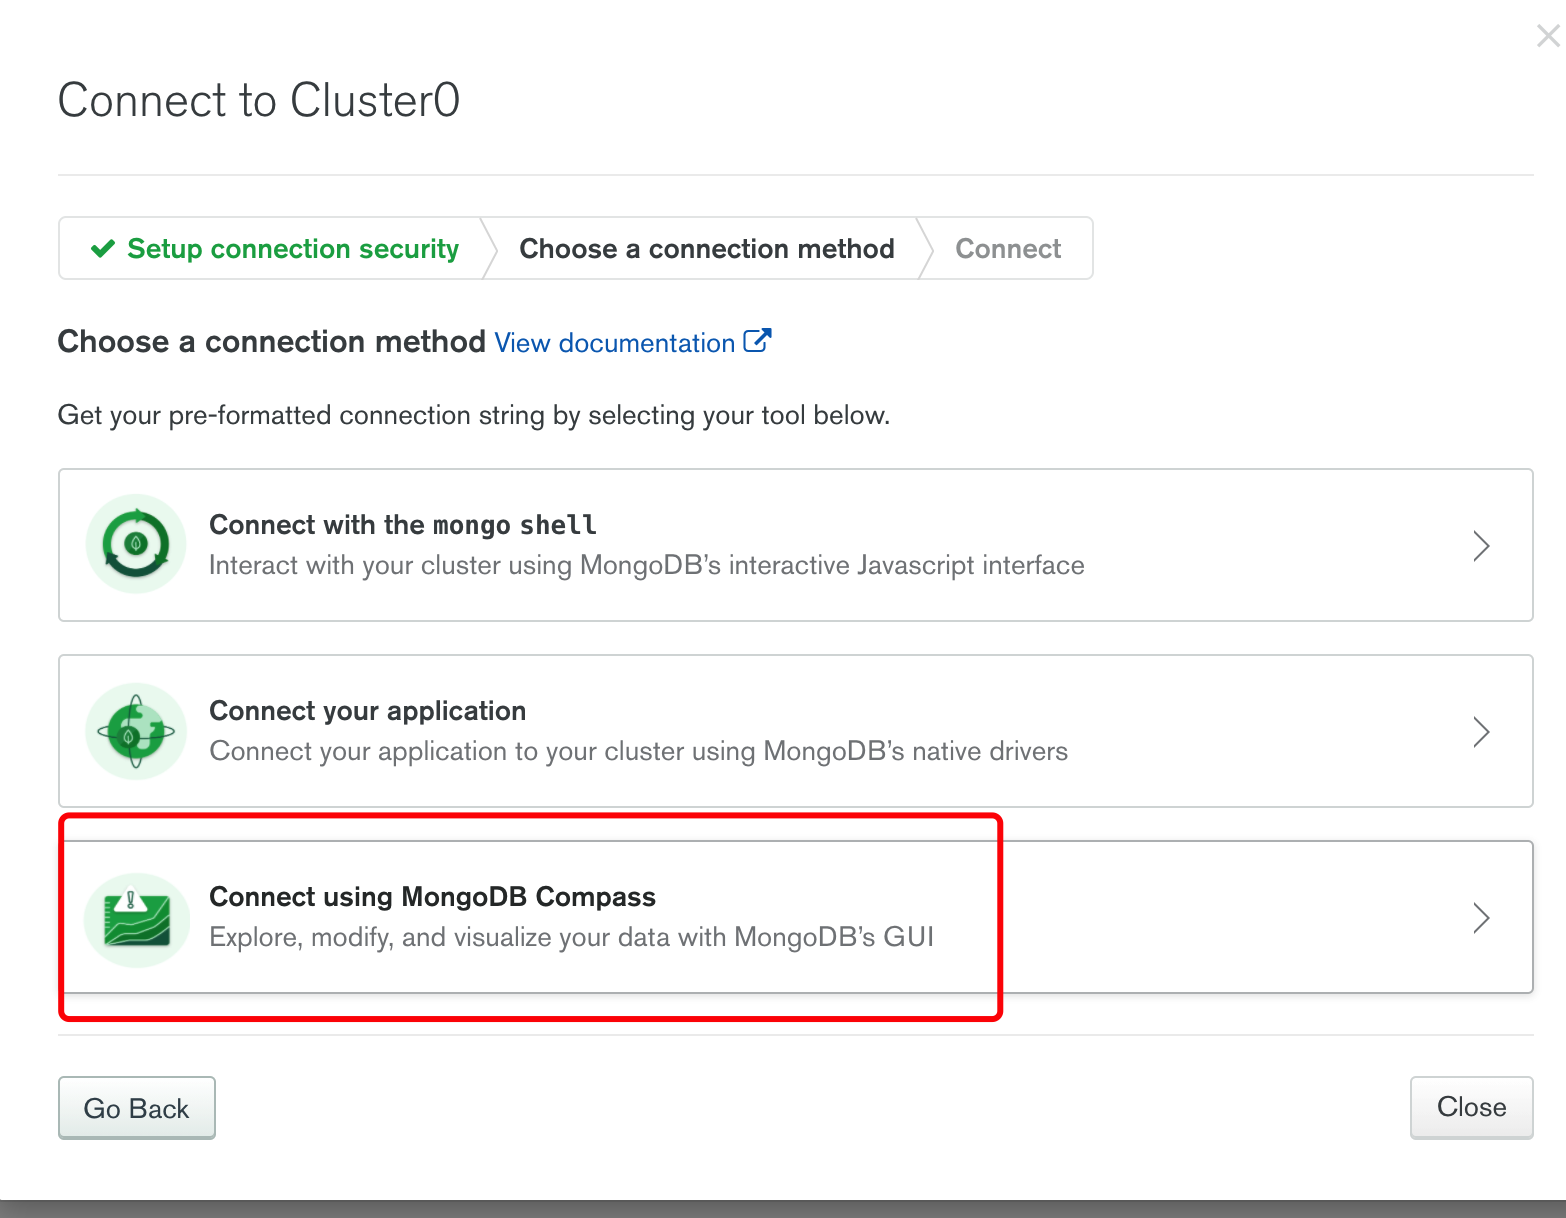 Connect to Cluster0
Setup connection security
Choose a connection method
Connect
Choose a connection method View documentation
Get your pre-formatted connection string by selecting your tool below.
Connect with the mongo shell
Interact with your cluster using MongoDB’s interactive Javascript interface
Connect your application
Connect your application to your cluster using MongoDB’s native drivers
Connect using MongoDB Compass
Explore, modify, and visualize your data with MongoDB’s GUI
Go Back
Close